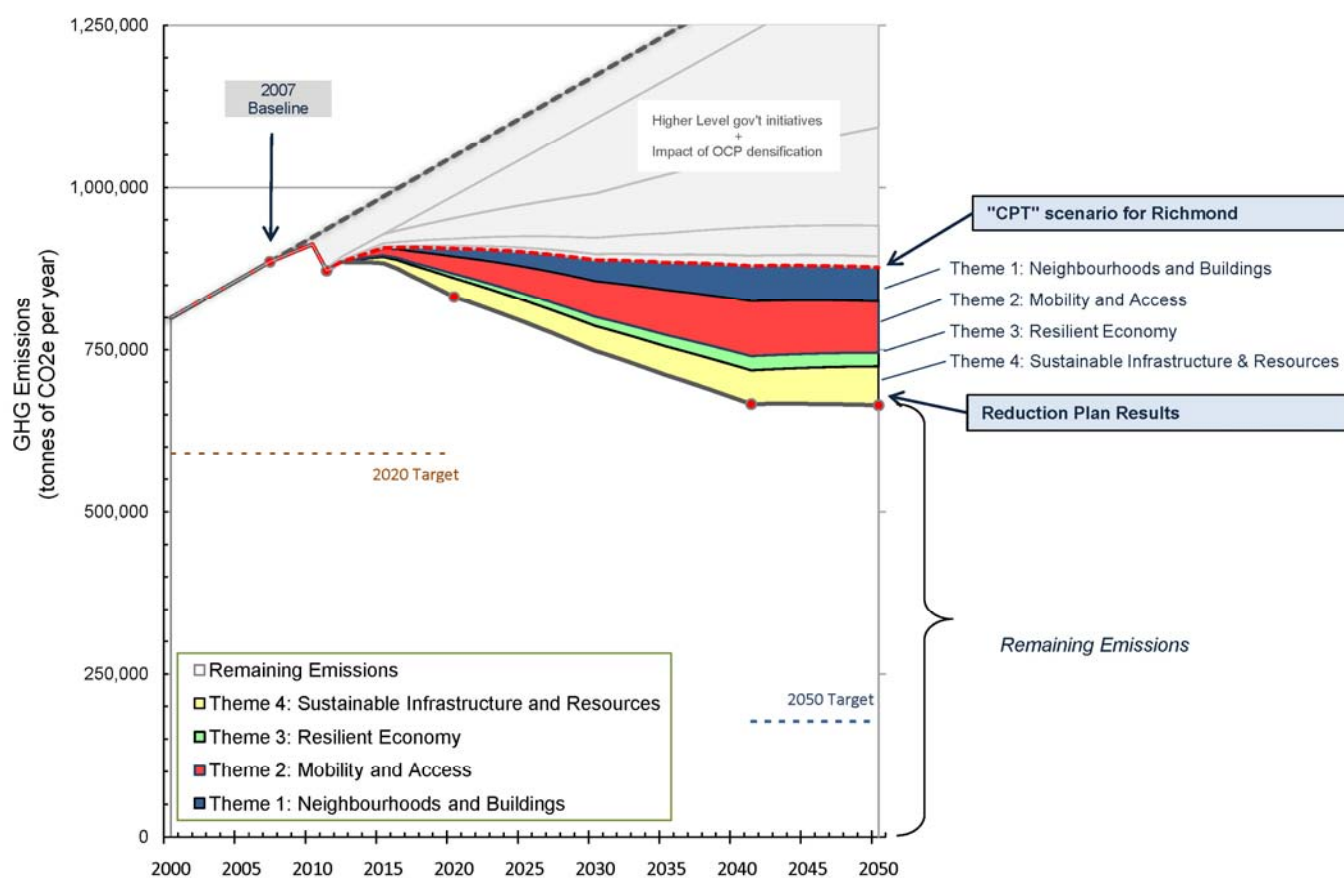 GHG Emissions
(tonnes of CO2e per year)
1,250,000
1,000,000
750,000
500,000
250,000
0
2007
Baseline
Higher Level gov't initiatives
+
Impact of OCP densification
"CPT" scenario for Richmond
Theme 1: Neighbourhoods and Buildings
Theme 2: Mobility and Access
Theme 3: Resilient Economy
Theme 4: Sustainable Infrastructure & Resources
Reduction Plan Results
2020 Target
Remaining Emissions
2050 Target
Remaining Emissions
Theme 4: Sustainable Infrastructure and Resources
Theme 3: Resilient Economy
Theme 2: Mobility and Access
Theme 1: Neighbourhoods and Buildings
2000 2005 2010 2015 2020 2025 2030 2035 2040 2045 2050